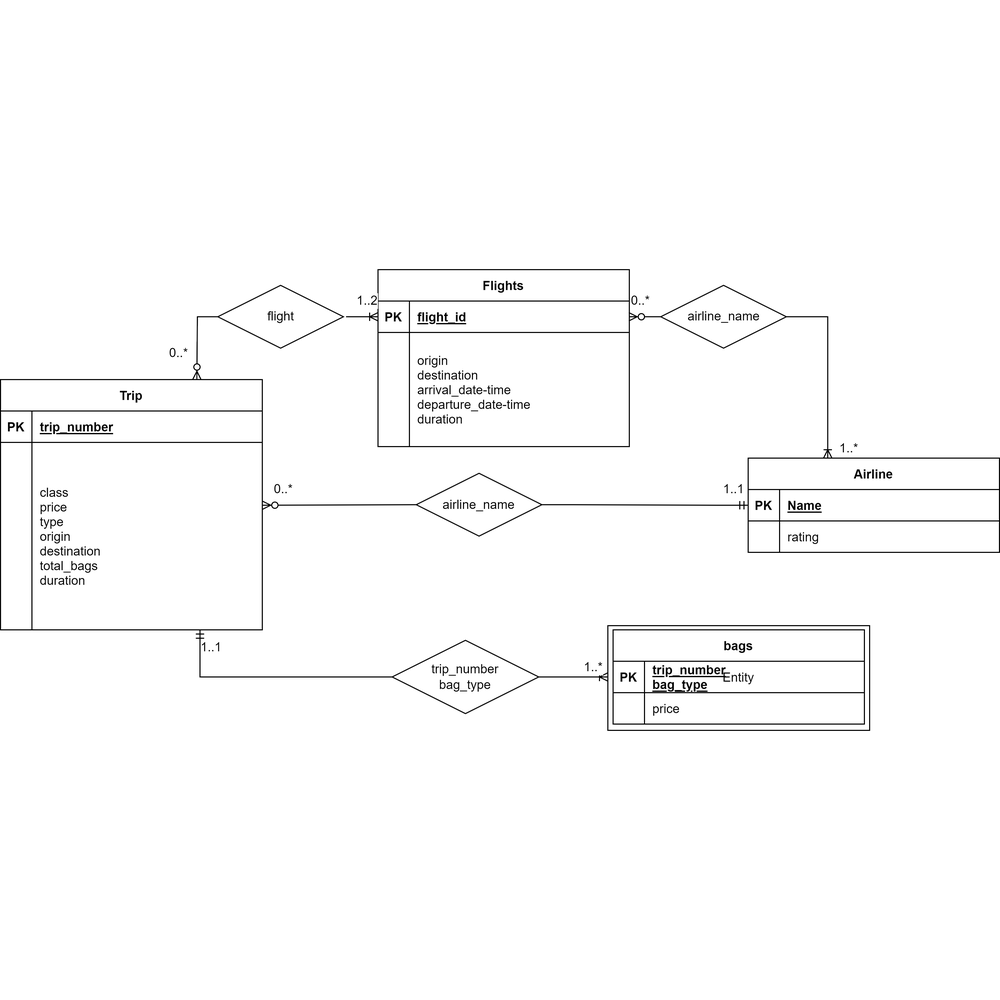 Flights
1..2
0..*
flight
PK
flight_id
airline_name
0..*
origin
destination
arrival_date-time
departure_date-time
duration
Trip
PK
trip_number
1..*
Airline
class
price
type
origin
destination
total_bags
duration
0..*
airline_name
1..1
PK
Name
rating
1..1
trip_number
bag_type
1..*
bags
PK
trip_number
bag_type
Entity
price